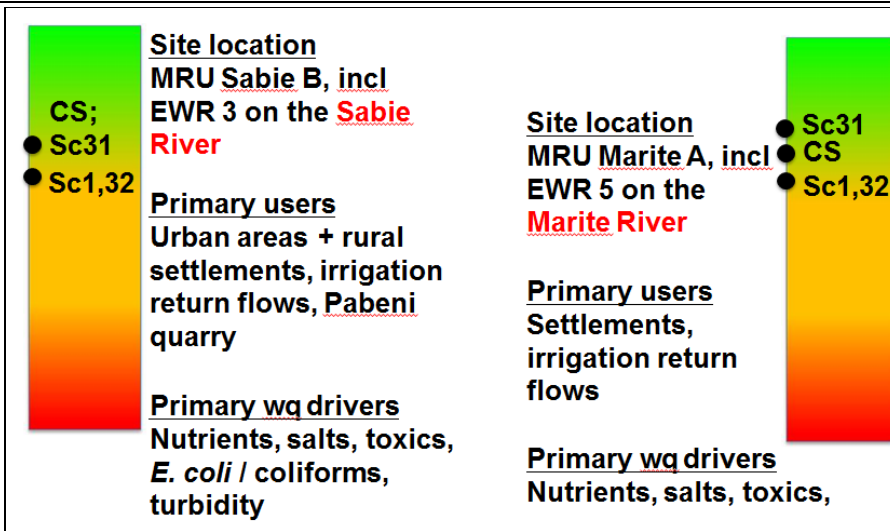 CS;
Sc31
Sc1,32
Site location
MRU Sabie B, incl
EWR 3 on the Sabie
River
Primary users
Urban areas + rural
settlements, irrigation
return flows, Pabeni
quarry
Primary wq drivers
Nutrients, salts, toxics,
E. coli / coliforms,
turbidity
Site location
MRU Marite A, incl
EWR 5 on the
Marite River
Primary users
Settlements,
irrigation return
flows
Primary wq drivers
Nutrients, salts, toxics,
Sc31
CS
Sc1,32